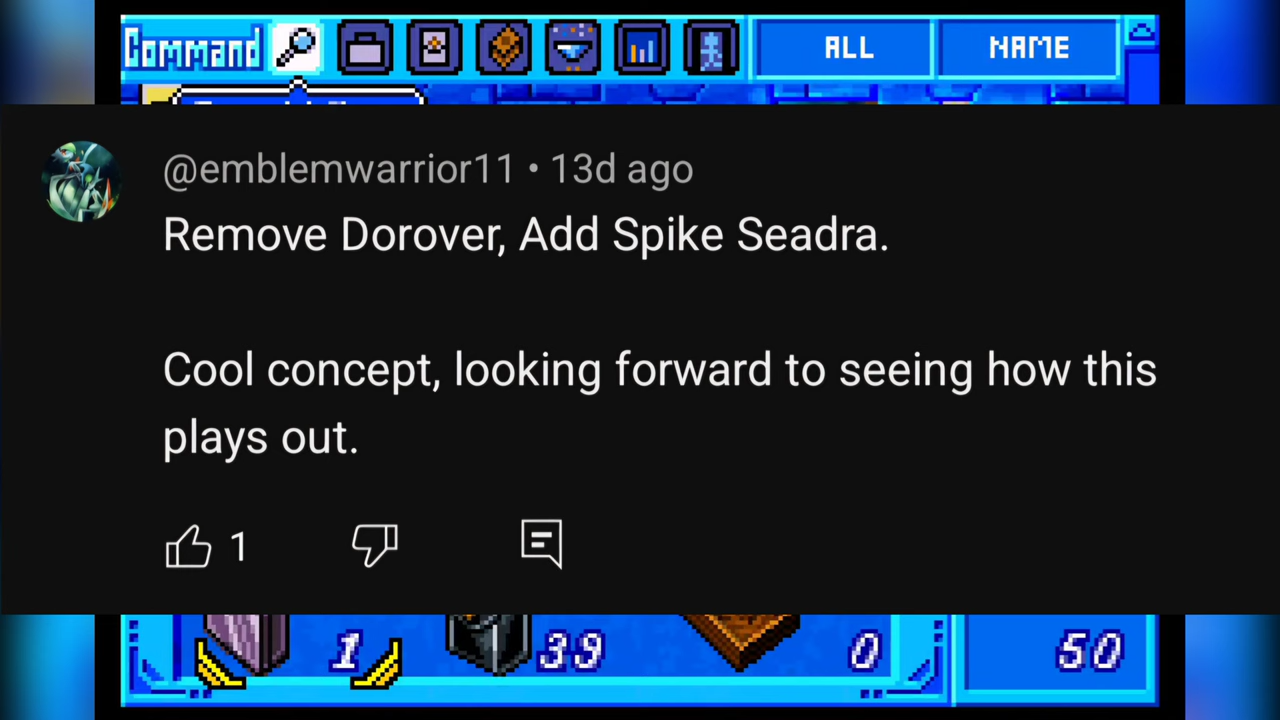 Command ALL NAME
@emblemwarrior11 • 13d ago
Remove Dorover, Add Spike Seadra.
Cool concept, looking forward to seeing how this
plays out.
1
1 39 0 50